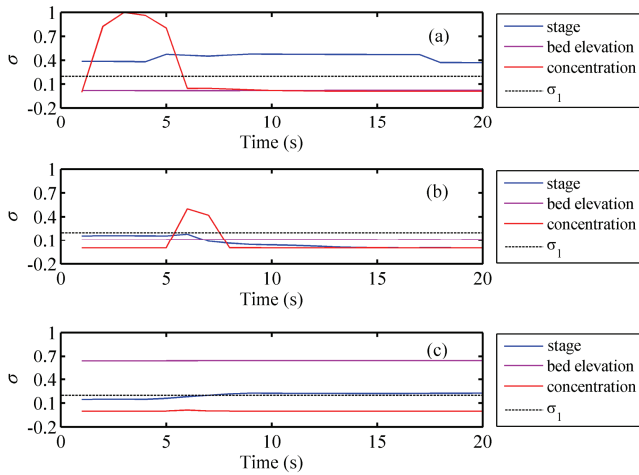 1
0.7
0.4
0.1
-0.2
σ
(a)
0
5
10
15
20
Time (s)
stage
bed elevation
concentration
σ1
1
0.7
0.4
0.1
-0.2
σ
(b)
0
5
10
15
20
Time (s)
stage
bed elevation
concentration
σ1
1
0.7
0.4
0.1
-0.2
σ
(c)
0
5
10
15
20
Time (s)
stage
bed elevation
concentration
σ1